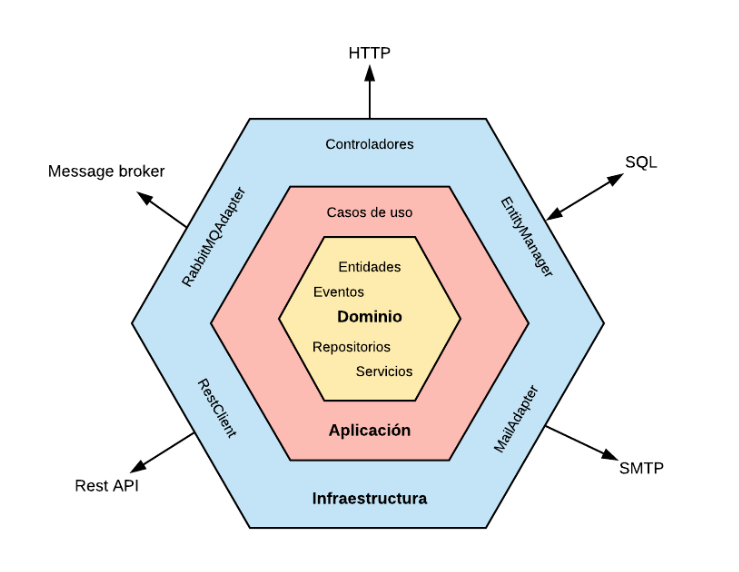 HTTP
Controladores
Message broker
SQL
RabbitMQAdapter
EntityManager
Casos de uso
Entidades
Eventos
Dominio
Repositorios
Servicios
RestClient
MailAdapter
Aplicación
Rest API
SMTP
Infraestructura